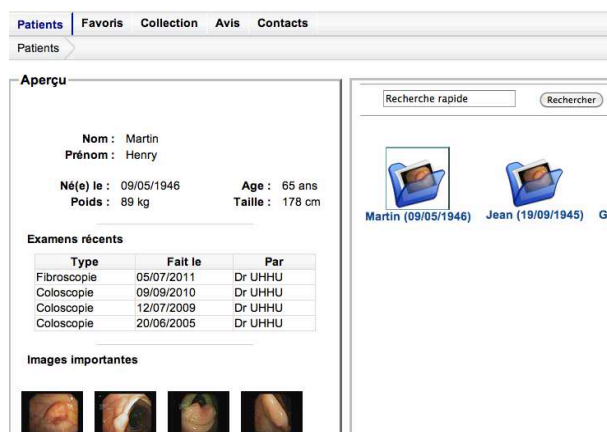 Patients Favoris Collection Avis Contacts
Patients
Aperçu
Nom : Martin
Prénom : Henry
Né(e) le : 09/05/1946 Age : 65 ans
Poids : 89 kg Taille : 178 cm
Examens récents
Type Fait le Par
Fibroscopie 05/07/2011 Dr UHHU
Coloscopie 09/09/2010 Dr UHHU
Coloscopie 12/07/2009 Dr UHHU
Coloscopie 20/06/2005 Dr UHHU
Images importantes
Recherche rapide Rechercher
Martin (09/05/1946) Jean (19/09/1945) G